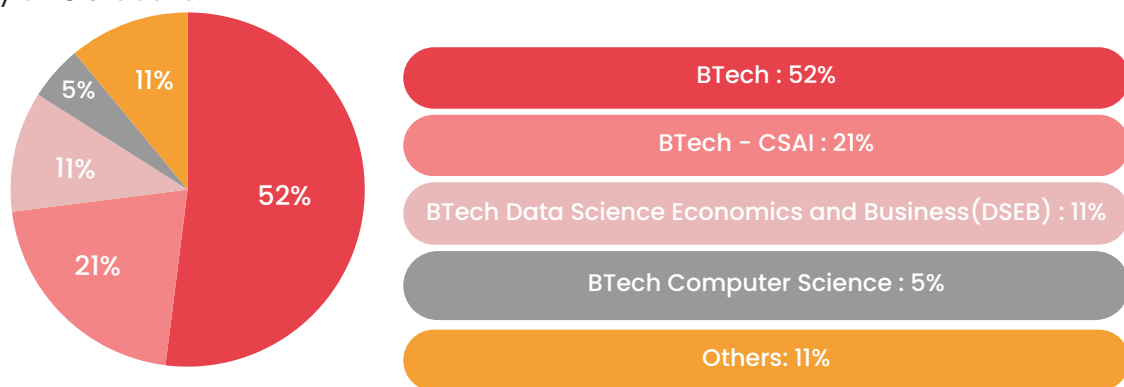 11%
5%
11%
52%
21%
BTech : 52%
BTech - CSAI : 21%
BTech Data Science Economics and Business(DSEB) : 11%
BTech Computer Science : 5%
Others: 11%